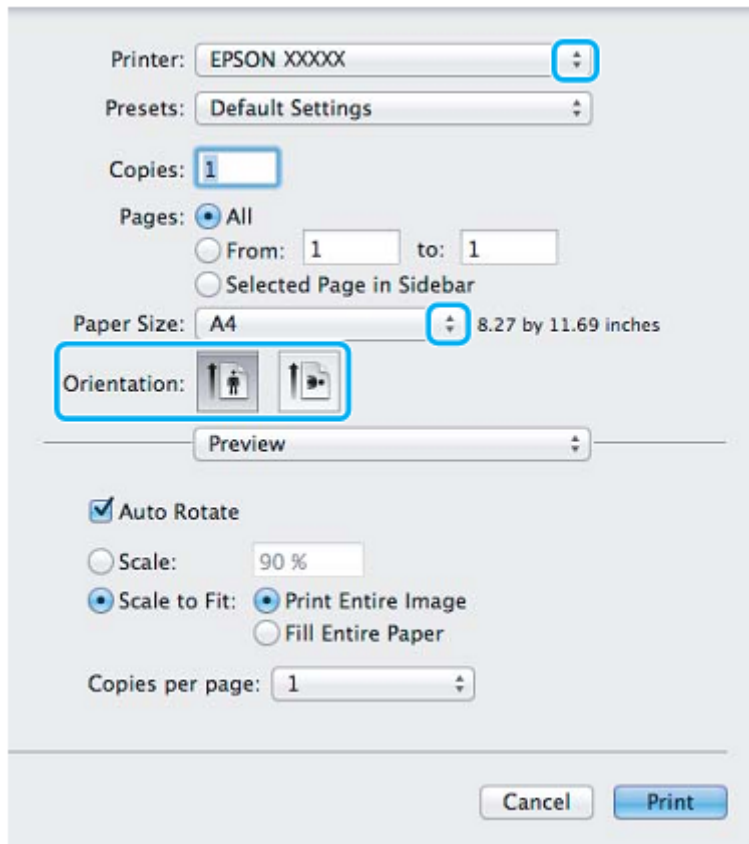 Printer: EPSON XXXXX
Presets: Default Settings
Copies: 1
Pages: All
From: 1 to: 1
Selected Page in Sidebar
Paper Size: A4 8.27 by 11.69 inches
Orientation:
Preview
Auto Rotate
Scale: 90 %
Scale to Fit: Print Entire Image
Fill Entire Paper
Copies per page: 1
Cancel Print